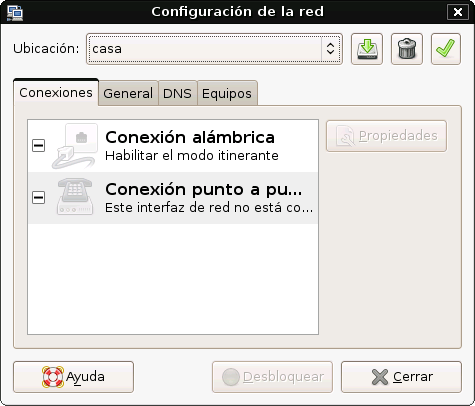 Configuración de la red
Ubicación: casa
Conexiones General DNS Equipos
Conexión alámbrica
Habilitar el modo itinerante
Propiedades
Conexión punto a pu...
Este interfaz de red no está co...
Ayuda Desbloquear Cerrar